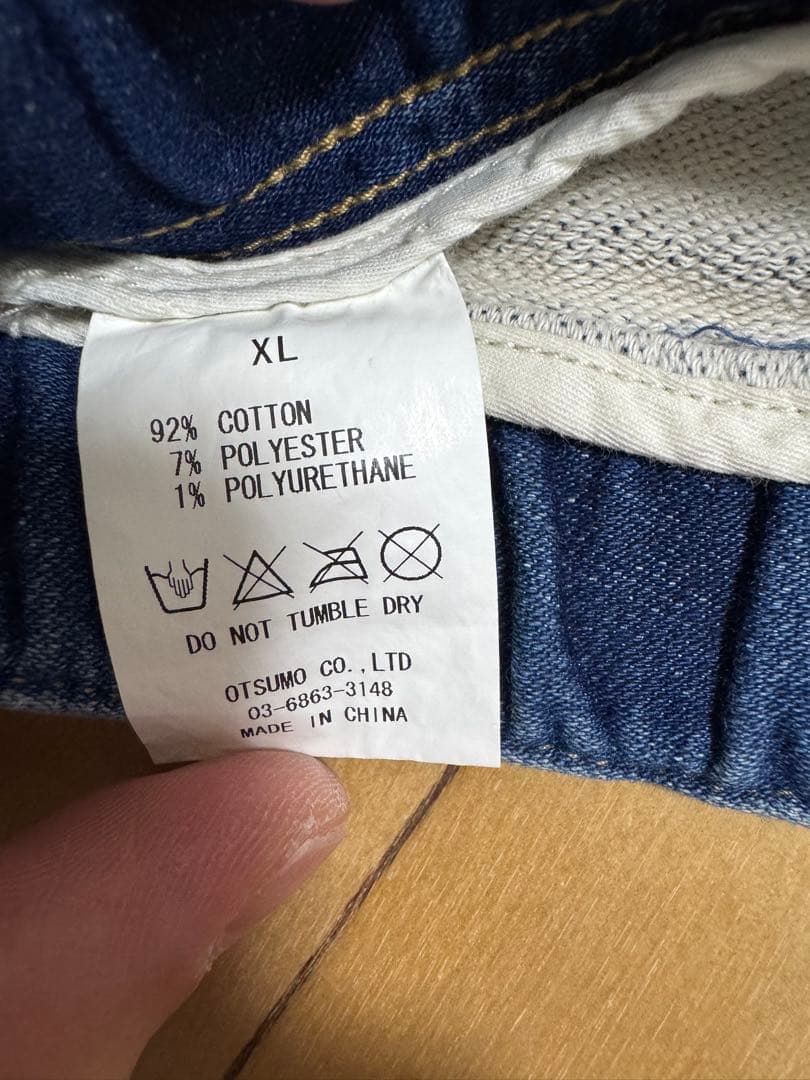 XL
92% COTTON
7% POLYESTER
1% POLYURETHANE
DO NOT TUMBLE DRY
OTSUMO CO.,LTD
03-6863-3148
MADE IN CHINA